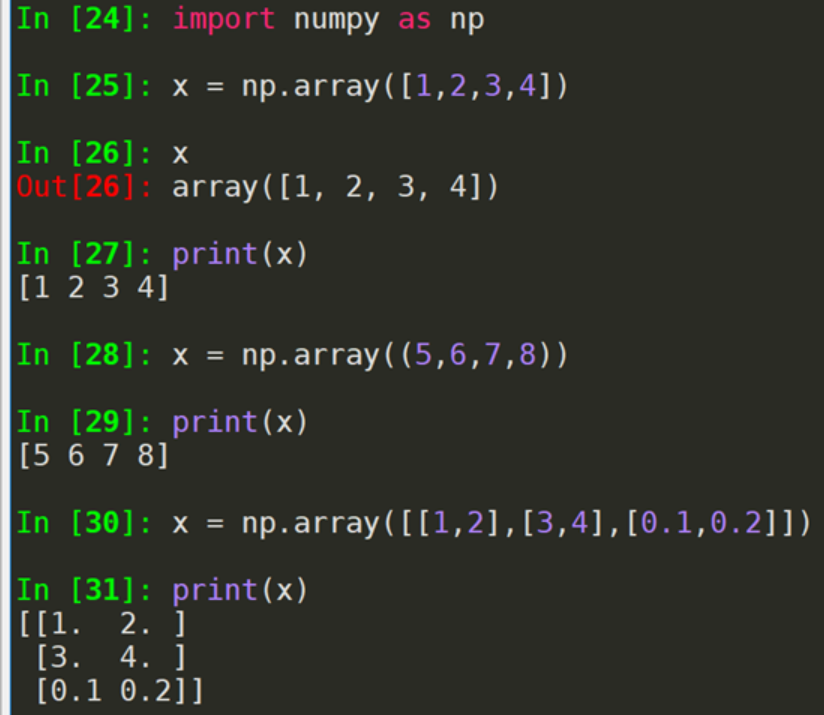 In [24]: import numpy as np
In [25]: x = np.array([1,2,3,4])
In [26]: x
Out[26]: array([1, 2, 3, 4])
In [27]: print(x)
[1 2 3 4]
In [28]: x = np.array((5,6,7,8))
In [29]: print(x)
[5 6 7 8]
In [30]: x = np.array([[1,2],[3,4],[0.1,0.2]])
In [31]: print(x)
[[1.  2. ]
 [3.  4. ]
 [0.1 0.2]]